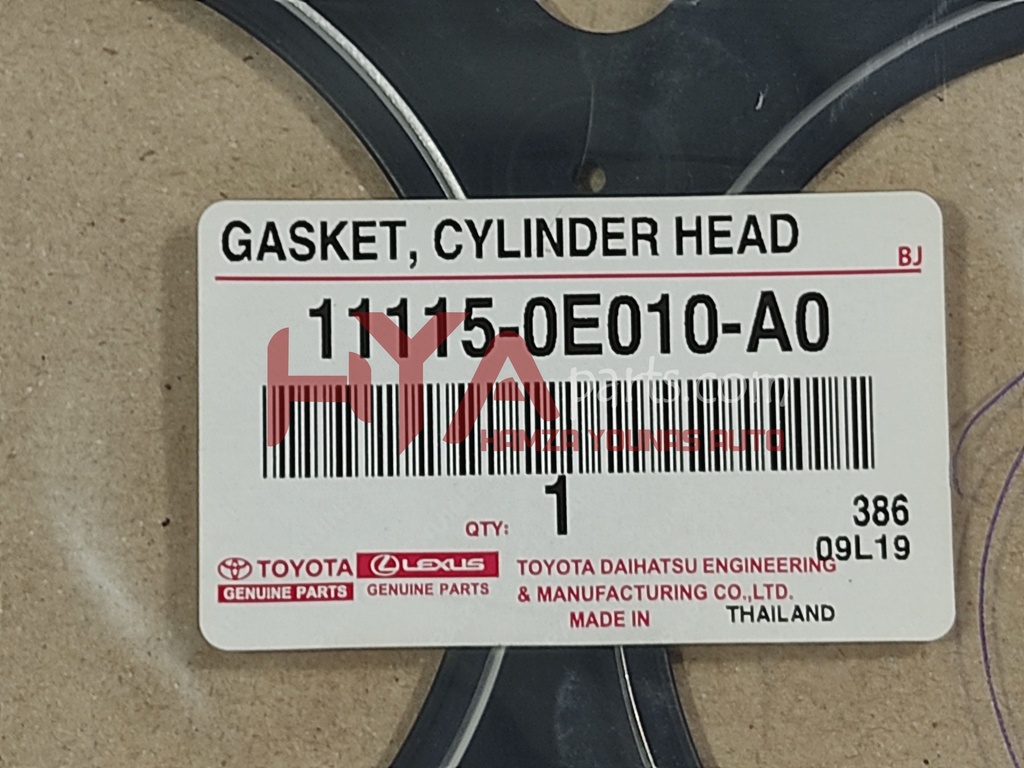 GASKET, CYLINDER HEAD
BJ
11115-0E010-A0
HYA parts.com
HAMZA YOUNAS AUTO
QTY: 1
386
09L19
TOYOTA
GENUINE PARTS
LEXUS
GENUINE PARTS
TOYOTA DAIHATSU ENGINEERING
& MANUFACTURING CO.,LTD.
MADE IN THAILAND